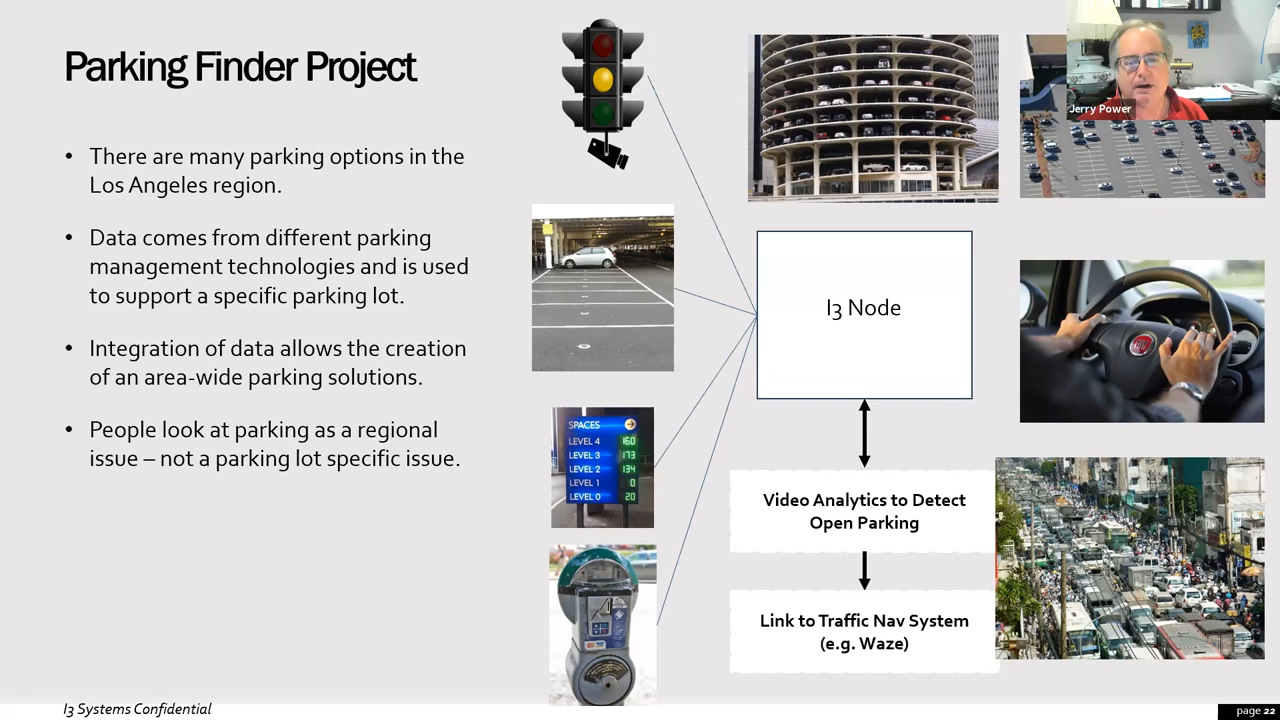 Parking Finder Project
• There are many parking options in the
Los Angeles region.
• Data comes from different parking
management technologies and is used
to support a specific parking lot.
• Integration of data allows the creation
of an area-wide parking solutions.
• People look at parking as a regional
issue – not a parking lot specific issue.
SPACES
LEVEL 4 160
LEVEL 3 173
LEVEL 2 134
LEVEL 1 0
LEVEL 0 20
I3 Node
Video Analytics to Detect
Open Parking
Link to Traffic Nav System
(e.g. Waze)
Jerry Power
I3 Systems Confidential
page 22